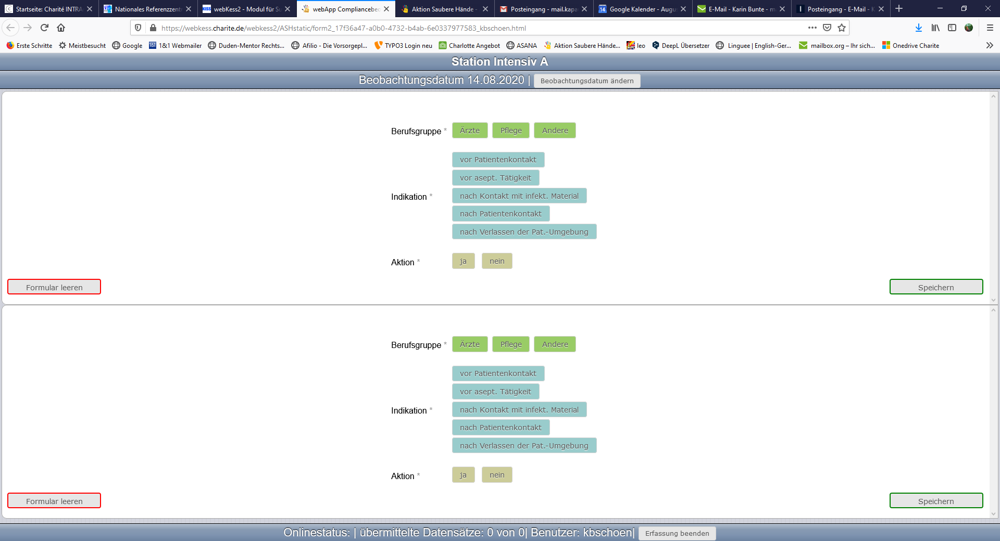 Startseite: Charité INTRA
Nationales Referenzzent
webKess2 - Modul für Su
webApp Compliancebeo
Aktion Saubere Hände -
Posteingang - mail.kapa
Google Kalender - Augus
E-Mail - Karin Bunte - m
Posteingang - E-Mail - K
https://webkess.charite.de/webkess2/ASHstatic/form2_17f36a47-a0b0-4732-b4ab-6e0337977583_kbschoen.html
Erste Schritte
Meistbesucht
Google
1&1 Webmailer
Duden-Mentor Rechts...
Afilio - Die Vorsorgepl...
TYPO3 Login neu
Charlotte Angebot
ASANA
Aktion Saubere Hände...
leo
DeepL Übersetzer
Linguee | English-Ger...
mailbox.org – Ihr sich...
Onedrive Charite
Station Intensiv A
Beobachtungsdatum 14.08.2020 | Beobachtungsdatum ändern
Berufsgruppe * Ärzte Pflege Andere
vor Patientenkontakt
vor asept. Tätigkeit
Indikation * nach Kontakt mit infekt. Material
nach Patientenkontakt
nach Verlassen der Pat.-Umgebung
Aktion * ja nein
Formular leeren Speichern
Berufsgruppe * Ärzte Pflege Andere
vor Patientenkontakt
vor asept. Tätigkeit
Indikation * nach Kontakt mit infekt. Material
nach Patientenkontakt
nach Verlassen der Pat.-Umgebung
Aktion * ja nein
Formular leeren Speichern
Onlinestatus: | übermittelte Datensätze: 0 von 0| Benutzer: kbschoen| Erfassung beenden